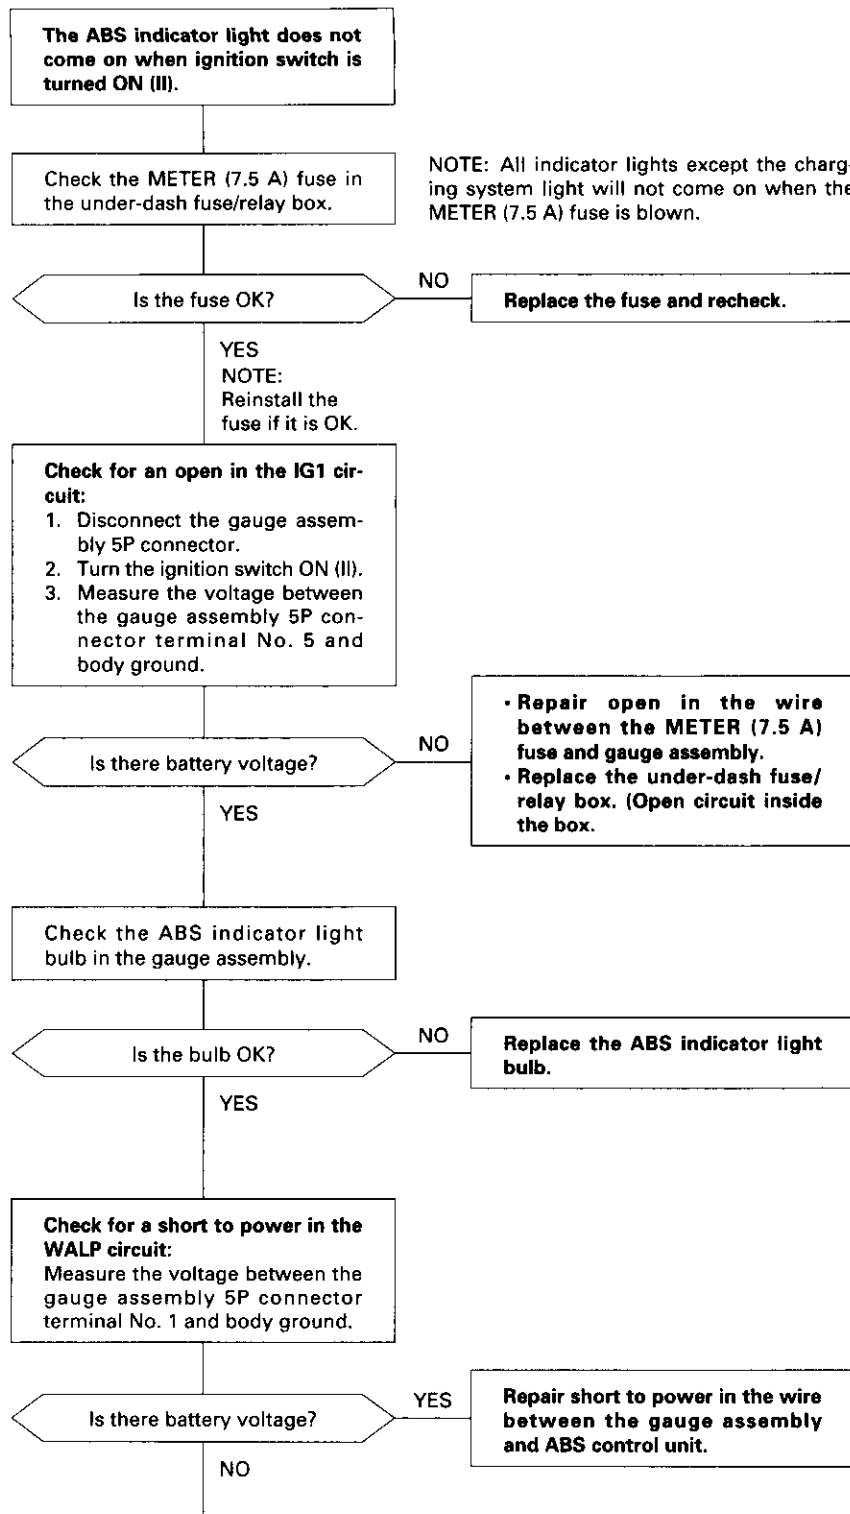 The ABS indicator light does not
come on when ignition switch is
turned ON (II).
Check the METER (7.5 A) fuse in
the under-dash fuse/relay box.
NOTE: All indicator lights except the charg-
ing system light will not come on when the
METER (7.5 A) fuse is blown.
Is the fuse OK?
NO
Replace the fuse and recheck.
YES
NOTE:
Reinstall the
fuse if it is OK.
Check for an open in the IG1 cir-
cuit:
1. Disconnect the gauge assem-
bly 5P connector.
2. Turn the ignition switch ON (II).
3. Measure the voltage between
the gauge assembly 5P con-
nector terminal No. 5 and
body ground.
Is there battery voltage?
NO
• Repair open in the wire
between the METER (7.5 A)
fuse and gauge assembly.
• Replace the under-dash fuse/
relay box. (Open circuit inside
the box.
YES
Check the ABS indicator light
bulb in the gauge assembly.
Is the bulb OK?
NO
Replace the ABS indicator light
bulb.
YES
Check for a short to power in the
WALP circuit:
Measure the voltage between the
gauge assembly 5P connector
terminal No. 1 and body ground.
Is there battery voltage?
YES
Repair short to power in the wire
between the gauge assembly
and ABS control unit.
NO